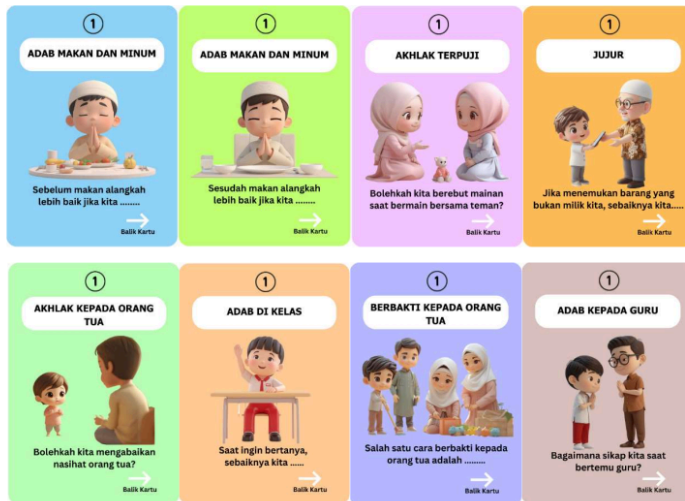 1
ADAB MAKAN DAN MINUM
Sebelum makan alangkah
lebih baik jika kita ........
Balik Kartu
1
ADAB MAKAN DAN MINUM
Sesudah makan alangkah
lebih baik jika kita ........
Balik Kartu
1
AKHLAK TERPUJI
Bolehkah kita berebut mainan
saat bermain bersama teman?
Balik Kartu
1
JUJUR
Jika menemukan barang yang
bukan milik kita, sebaiknya kita.....
Balik Kartu
1
AKHLAK KEPADA ORANG
TUA
Bolehkah kita mengabaikan
nasihat orang tua?
Balik Kartu
1
ADAB DI KELAS
Saat ingin bertanya,
sebaiknya kita ......
Balik Kartu
1
BERBAKTI KEPADA ORANG
TUA
Salah satu cara berbakti kepada
orang tua adalah .........
Balik Kartu
1
ADAB KEPADA GURU
Bagaimana sikap kita saat
bertemu guru?
Balik Kartu